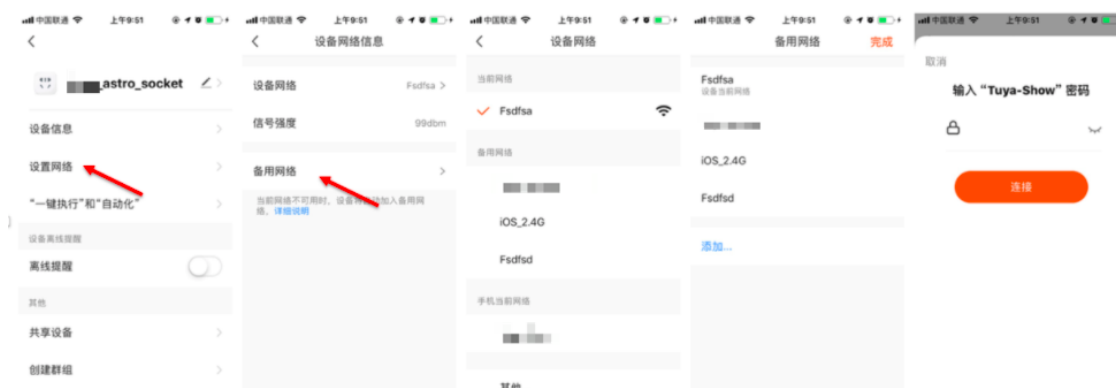 中国联通 上午9:51
_astro_socket
设备信息
设置网络
“一键执行”和“自动化”
设备离线提醒
离线提醒
其他
共享设备
创建群组
中国联通 上午9:51
设备网络信息
设备网络 Fsdfsa
信号强度 99dbm
备用网络
当前网络不可用时，设备将自动加入备用网
络。详细说明
中国联通 上午9:51
设备网络
当前网络
Fsdfsa
备用网络
iOS_2.4G
Fsdfsd
手机当前网络
其他
中国联通 上午9:51
备用网络 完成
Fsdfsa
设备当前网络
iOS_2.4G
Fsdfsd
添加...
中国联通 上午9:51
取消
输入 “Tuya-Show” 密码
连接